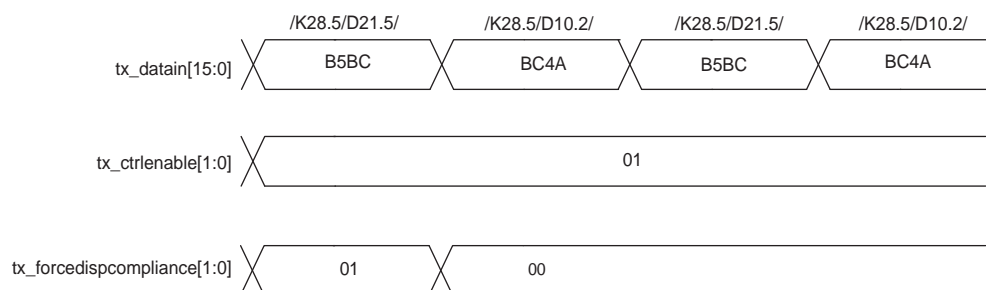 /K28.5/D21.5/ /K28.5/D10.2/ /K28.5/D21.5/ /K28.5/D10.2/
tx_datain[15:0] B5BC BC4A B5BC BC4A
tx_ctrlenable[1:0] 01
tx_forcedispcompliance[1:0] 01 00